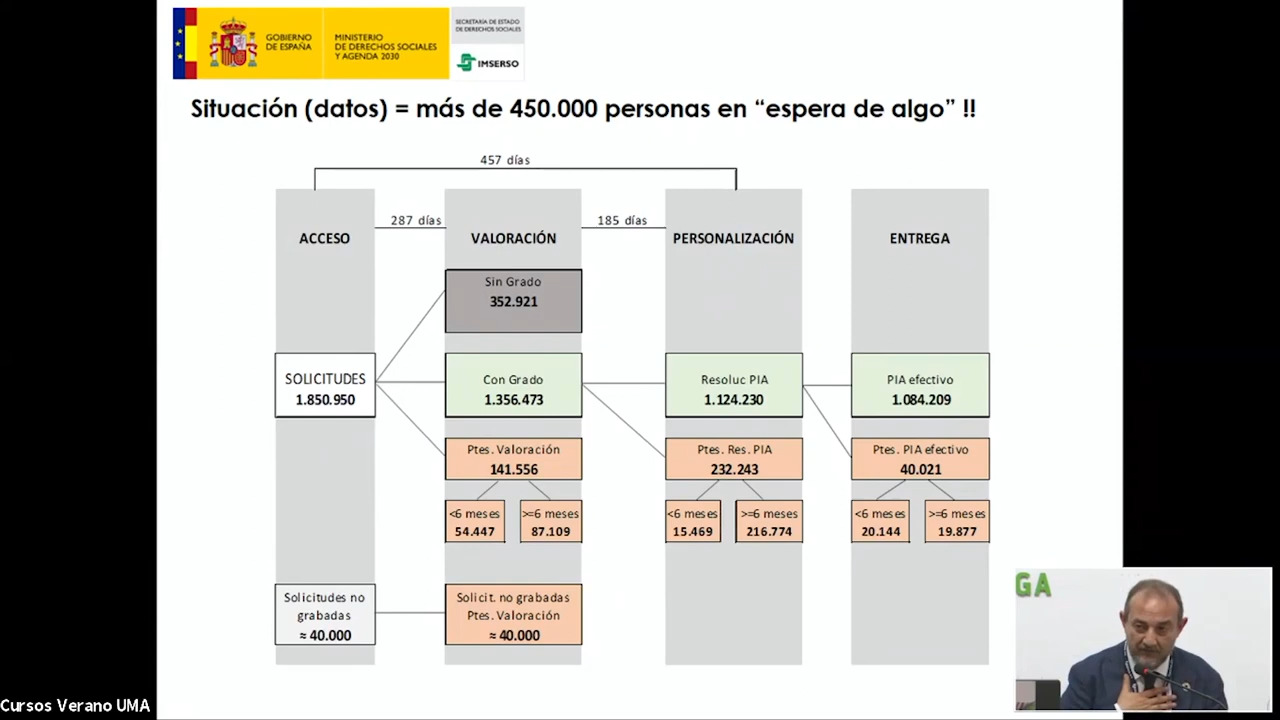 GOBIERNO
DE ESPAÑA
MINISTERIO
DE DERECHOS SOCIALES
Y AGENDA 2030
SECRETARÍA DE ESTADO
DE DERECHOS SOCIALES
IMSERSO
Situación (datos) = más de 450.000 personas en “espera de algo” !!
457 días
287 días
185 días
ACCESO
VALORACIÓN
PERSONALIZACIÓN
ENTREGA
Sin Grado
352.921
SOLICITUDES
1.850.950
Con Grado
1.356.473
Resoluc PIA
1.124.230
PIA efectivo
1.084.209
Ptes. Valoración
141.556
Ptes. Res. PIA
232.243
Ptes. PIA efectivo
40.021
<6 meses
54.447
>=6 meses
87.109
<6 meses
15.469
>=6 meses
216.774
<6 meses
20.144
>=6 meses
19.877
Solicitudes no
grabadas
≈ 40.000
Solicit. no grabadas
Ptes. Valoración
≈ 40.000
GA
Cursos Verano UMA